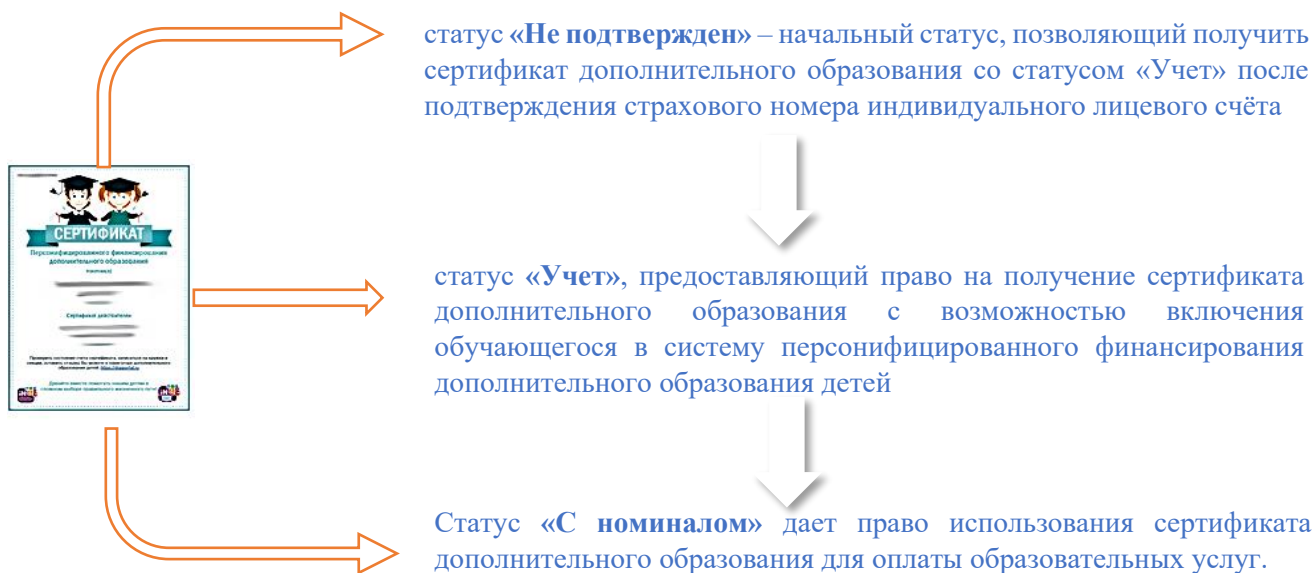 статус «Не подтвержден» – начальный статус, позволяющий получить
сертификат дополнительного образования со статусом «Учет» после
подтверждения страхового номера индивидуального лицевого счёта
СЕРТИФИКАТ
Персонифицированного финансирования
дополнительного образования
статус «Учет», предоставляющий право на получение сертификата
дополнительного образования с возможностью включения
обучающегося в систему персонифицированного финансирования
дополнительного образования детей
Статус «С номиналом» дает право использования сертификата
дополнительного образования для оплаты образовательных услуг.